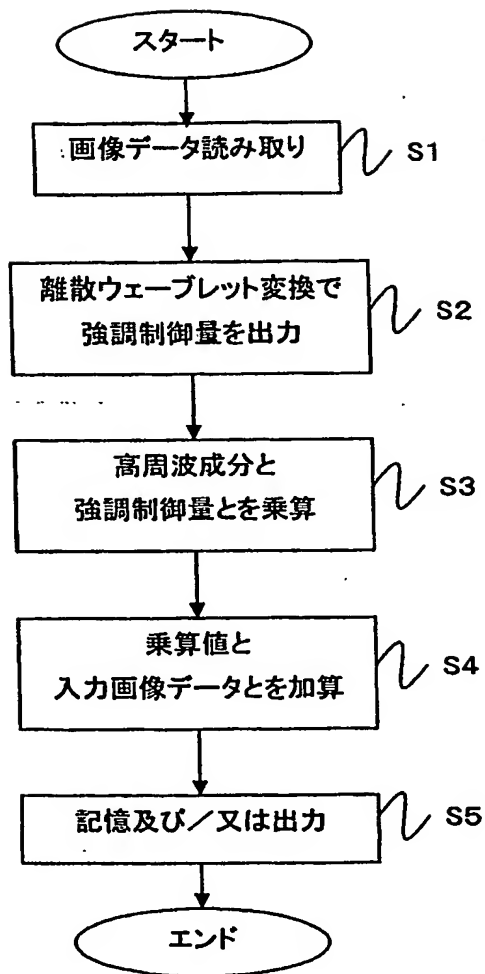 スタート
画像データ読み取り
S1
離散ウェーブレット変換で
強調制御量を出力
S2
高周波成分と
強調制御量とを乗算
S3
乗算値と
入力画像データとを加算
S4
記憶及び/又は出力
S5
エンド